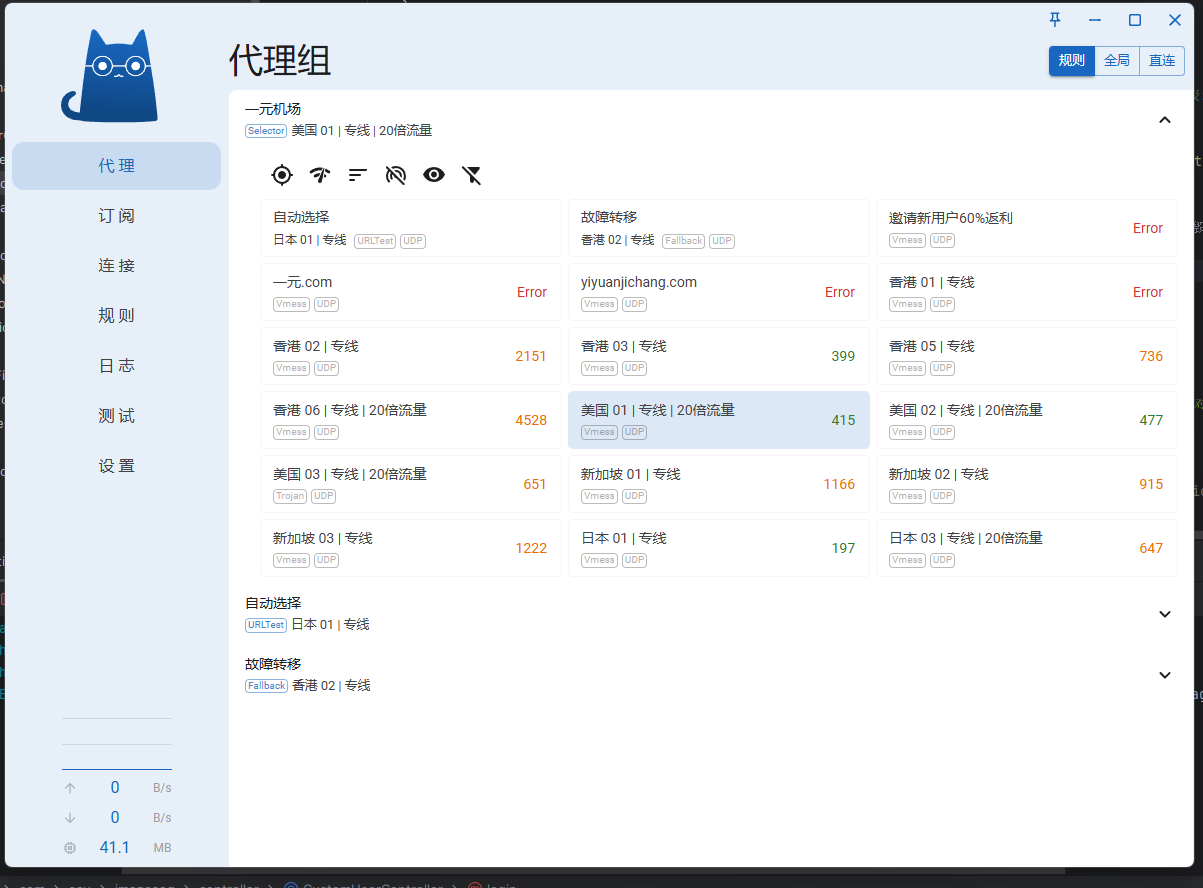 代理组
规则 全局 直连
代 理
订 阅
连 接
规 则
日 志
测 试
设 置
0 B/s
0 B/s
41.1 MB
一元机场
Selector 美国 01 | 专线 | 20倍流量
自动选择
日本 01 | 专线 URLTest UDP
故障转移
香港 02 | 专线 Fallback UDP
邀请新用户60%返利
Vmess UDP
Error
一元.com
Vmess UDP
Error
yiyuanjichang.com
Vmess UDP
Error
香港 01 | 专线
Vmess UDP
Error
香港 02 | 专线
Vmess UDP
2151
香港 03 | 专线
Vmess UDP
399
香港 05 | 专线
Vmess UDP
736
香港 06 | 专线 | 20倍流量
Vmess UDP
4528
美国 01 | 专线 | 20倍流量
Vmess UDP
415
美国 02 | 专线 | 20倍流量
Vmess UDP
477
美国 03 | 专线 | 20倍流量
Trojan UDP
651
新加坡 01 | 专线
Vmess UDP
1166
新加坡 02 | 专线
Vmess UDP
915
新加坡 03 | 专线
Vmess UDP
1222
日本 01 | 专线
Vmess UDP
197
日本 03 | 专线 | 20倍流量
Vmess UDP
647
自动选择
URLTest 日本 01 | 专线
故障转移
Fallback 香港 02 | 专线